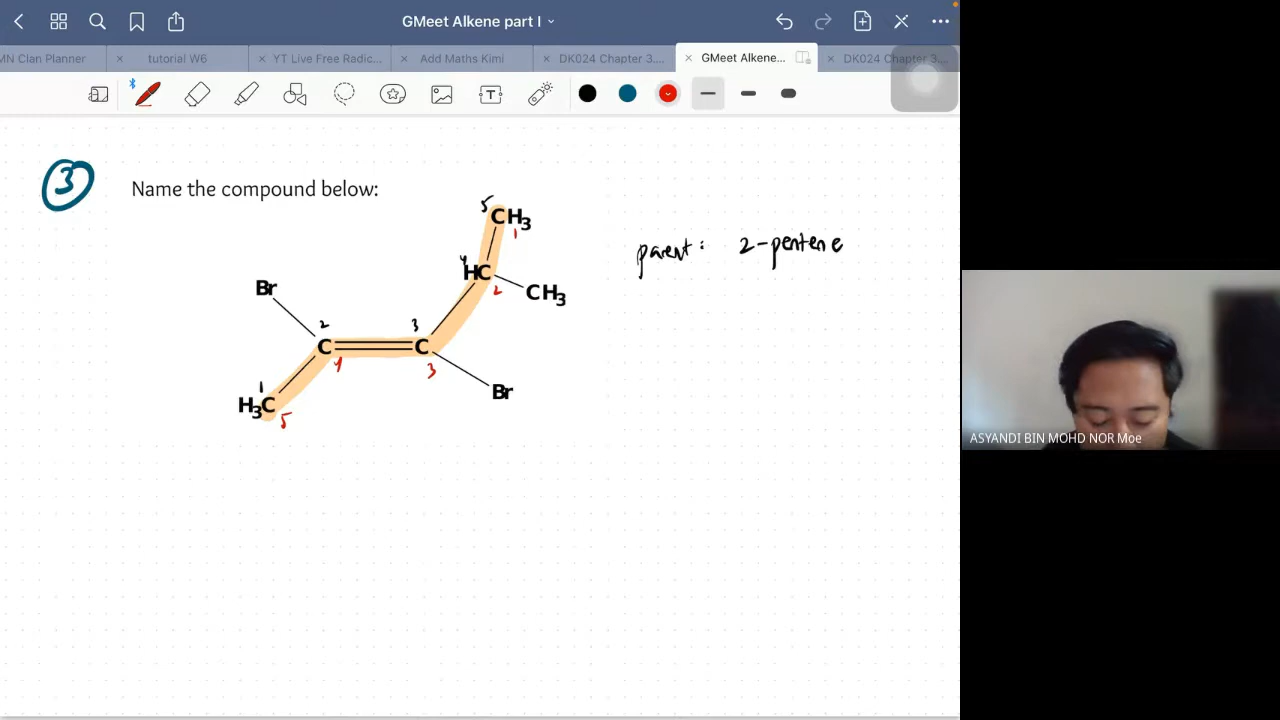 GMeet Alkene part I
MN Clan Planner
tutorial W6
YT Live Free Radic...
Add Maths Kimi
DK024 Chapter 3....
GMeet Alkene...
DK024 Chapter 3....
T
3
Name the compound below:
parent: 2-pentene
5
CH3
1
4
HC
2
CH3
Br
2
3
C
C
4
3
1
Br
H3C
5
ASYANDI BIN MOHD NOR Moe